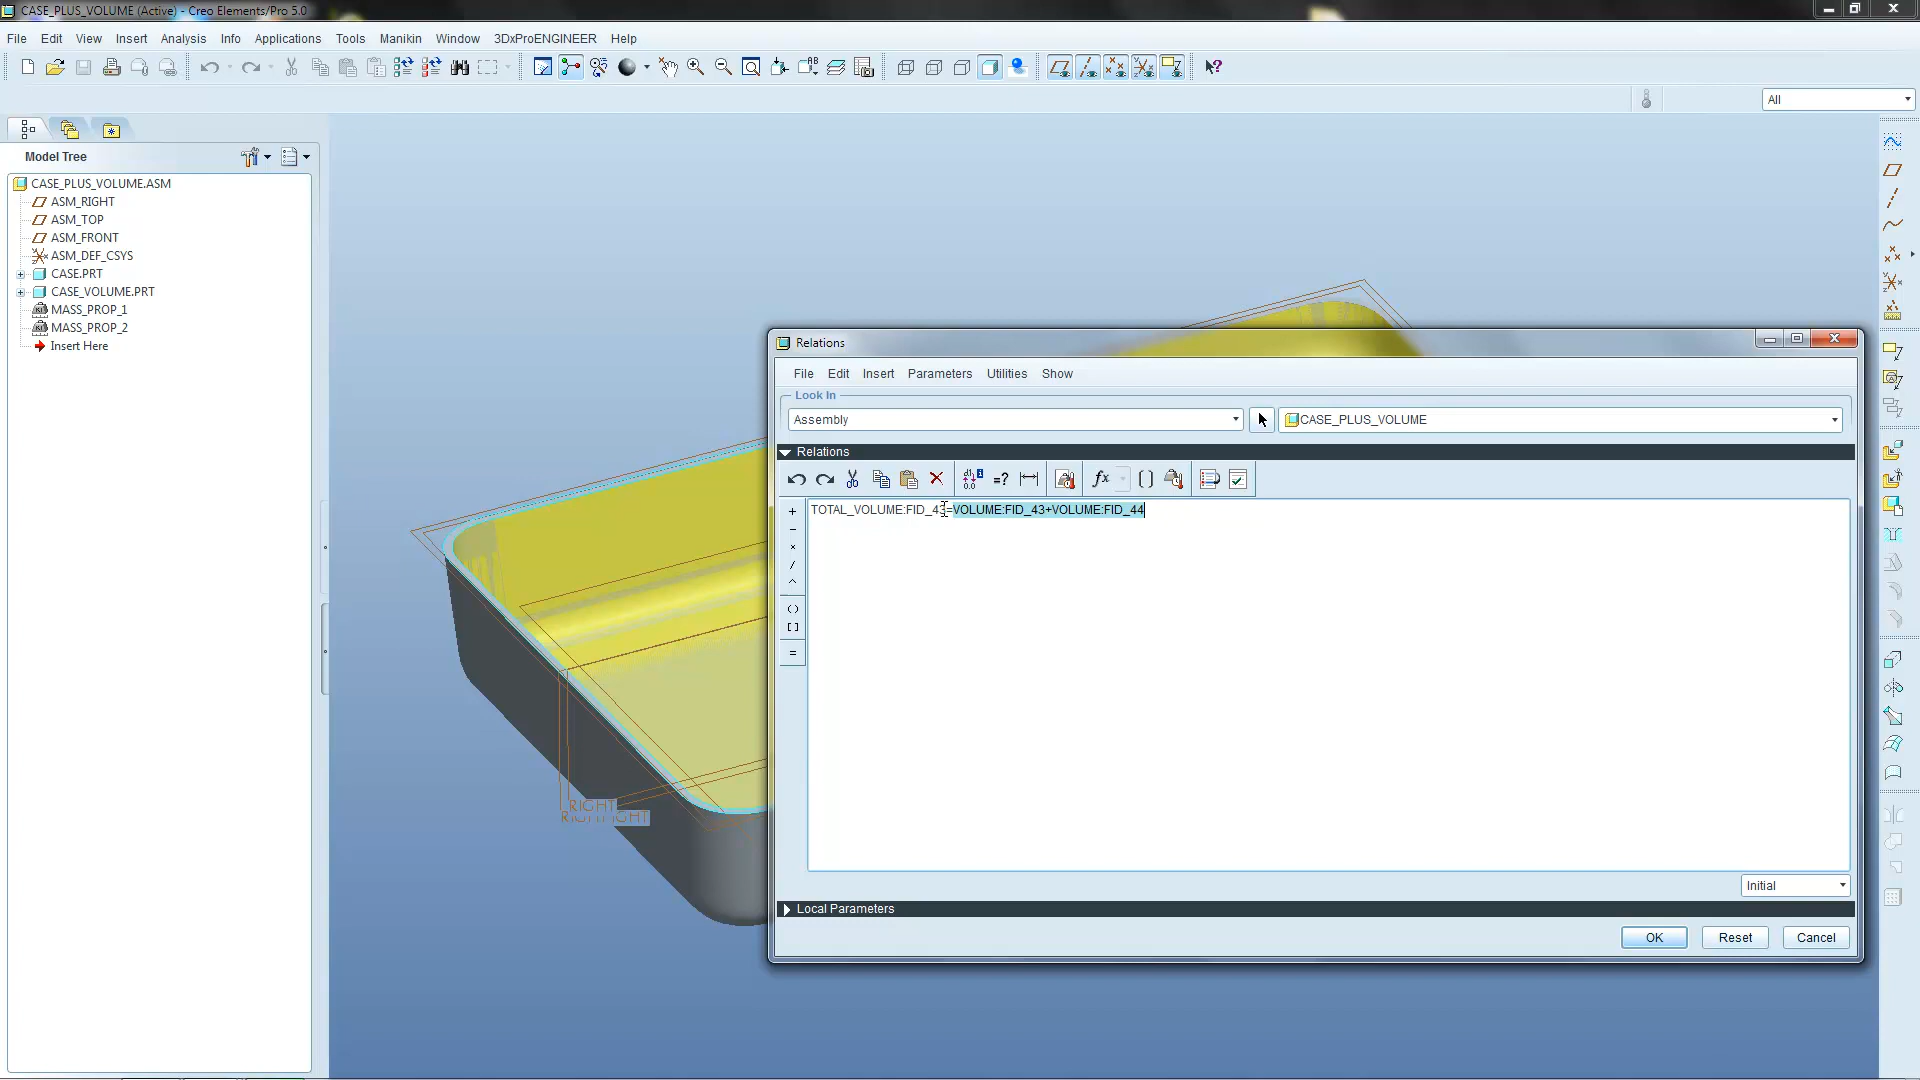 CASE_PLUS_VOLUME (Active) - Creo Elements/Pro 5.0
File Edit View Insert Analysis Info Applications Tools Manikin Window 3DxProENGINEER Help
All
Model Tree
CASE_PLUS_VOLUME.ASM
ASM_RIGHT
ASM_TOP
ASM_FRONT
ASM_DEF_CSYS
CASE.PRT
CASE_VOLUME.PRT
MASS_PROP_1
MASS_PROP_2
Insert Here
RIGHT
Relations
File Edit Insert Parameters Utilities Show
Look In
Assembly
CASE_PLUS_VOLUME
Relations
TOTAL_VOLUME:FID_43=VOLUME:FID_43+VOLUME:FID_44
+
-
×
/
^
( )
[ ]
=
Initial
Local Parameters
OK Reset Cancel